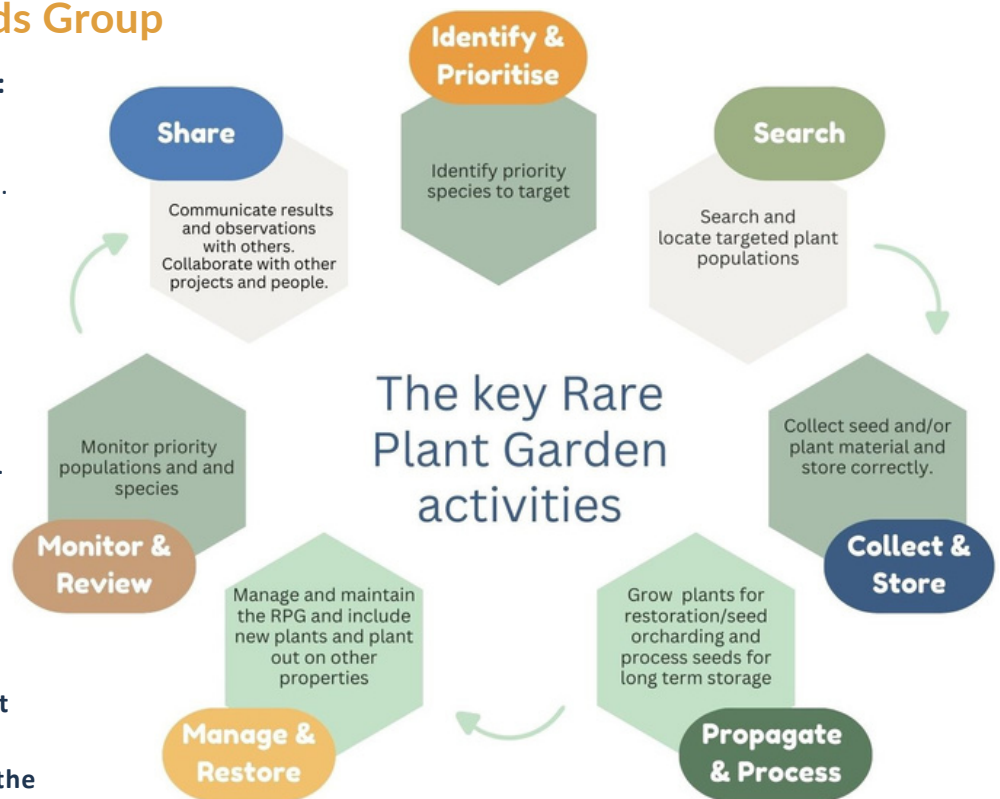 ds Group
:
.
.
t
the
Identify &
Prioritise
Identify priority
species to target
Search
Search and
locate targeted plant
populations
Collect seed and/or
plant material and
store correctly.
Collect &
Store
Grow plants for
restoration/seed
orcharding and
process seeds for
long term storage
Propagate
& Process
Manage and maintain
the RPG and include
new plants and plant
out on other
properties
Manage &
Restore
Monitor priority
populations and and
species
Monitor &
Review
Share
Communicate results
and observations
with others.
Collaborate with other
projects and people.
The key Rare
Plant Garden
activities